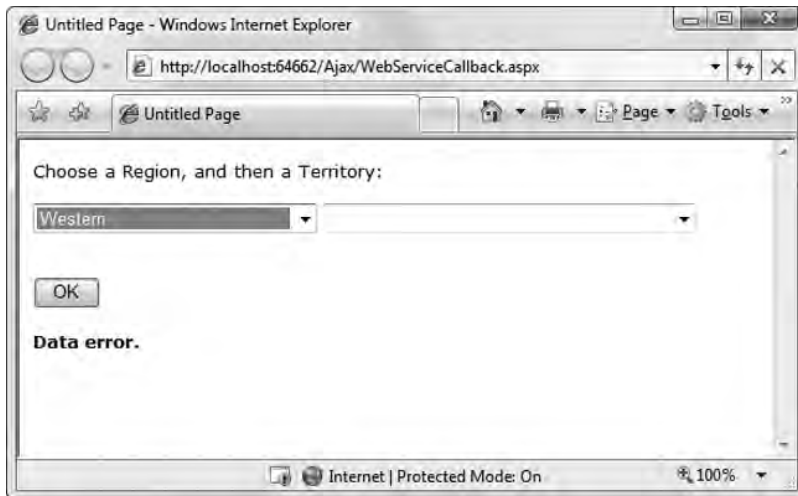 Untitled Page - Windows Internet Explorer
http://localhost:64662/Ajax/WebServiceCallback.aspx
Untitled Page
Page
Tools
Choose a Region, and then a Territory:
Western
OK
Data error.
Internet | Protected Mode: On
100%